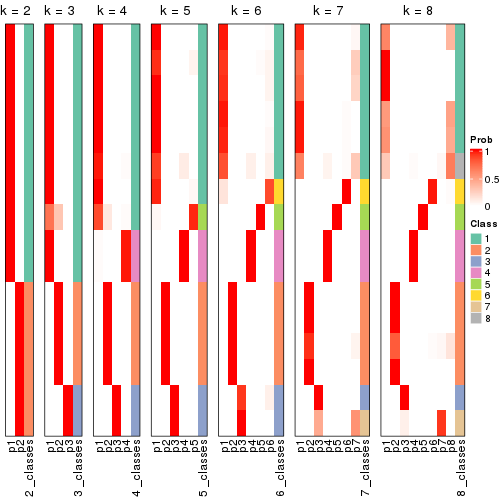 k = 2
k = 3
k = 4
k = 5
k = 6
k = 7
k = 8
Prob
1
0.5
0
Class
1
2
3
4
5
6
7
8
p1
p2
2_classes
p1
p2
p3
3_classes
p1
p2
p3
p4
4_classes
p1
p2
p3
p4
p5
5_classes
p1
p2
p3
p4
p5
p6
6_classes
p1
p2
p3
p4
p5
p6
p7
7_classes
p1
p2
p3
p4
p5
p6
p7
p8
8_classes